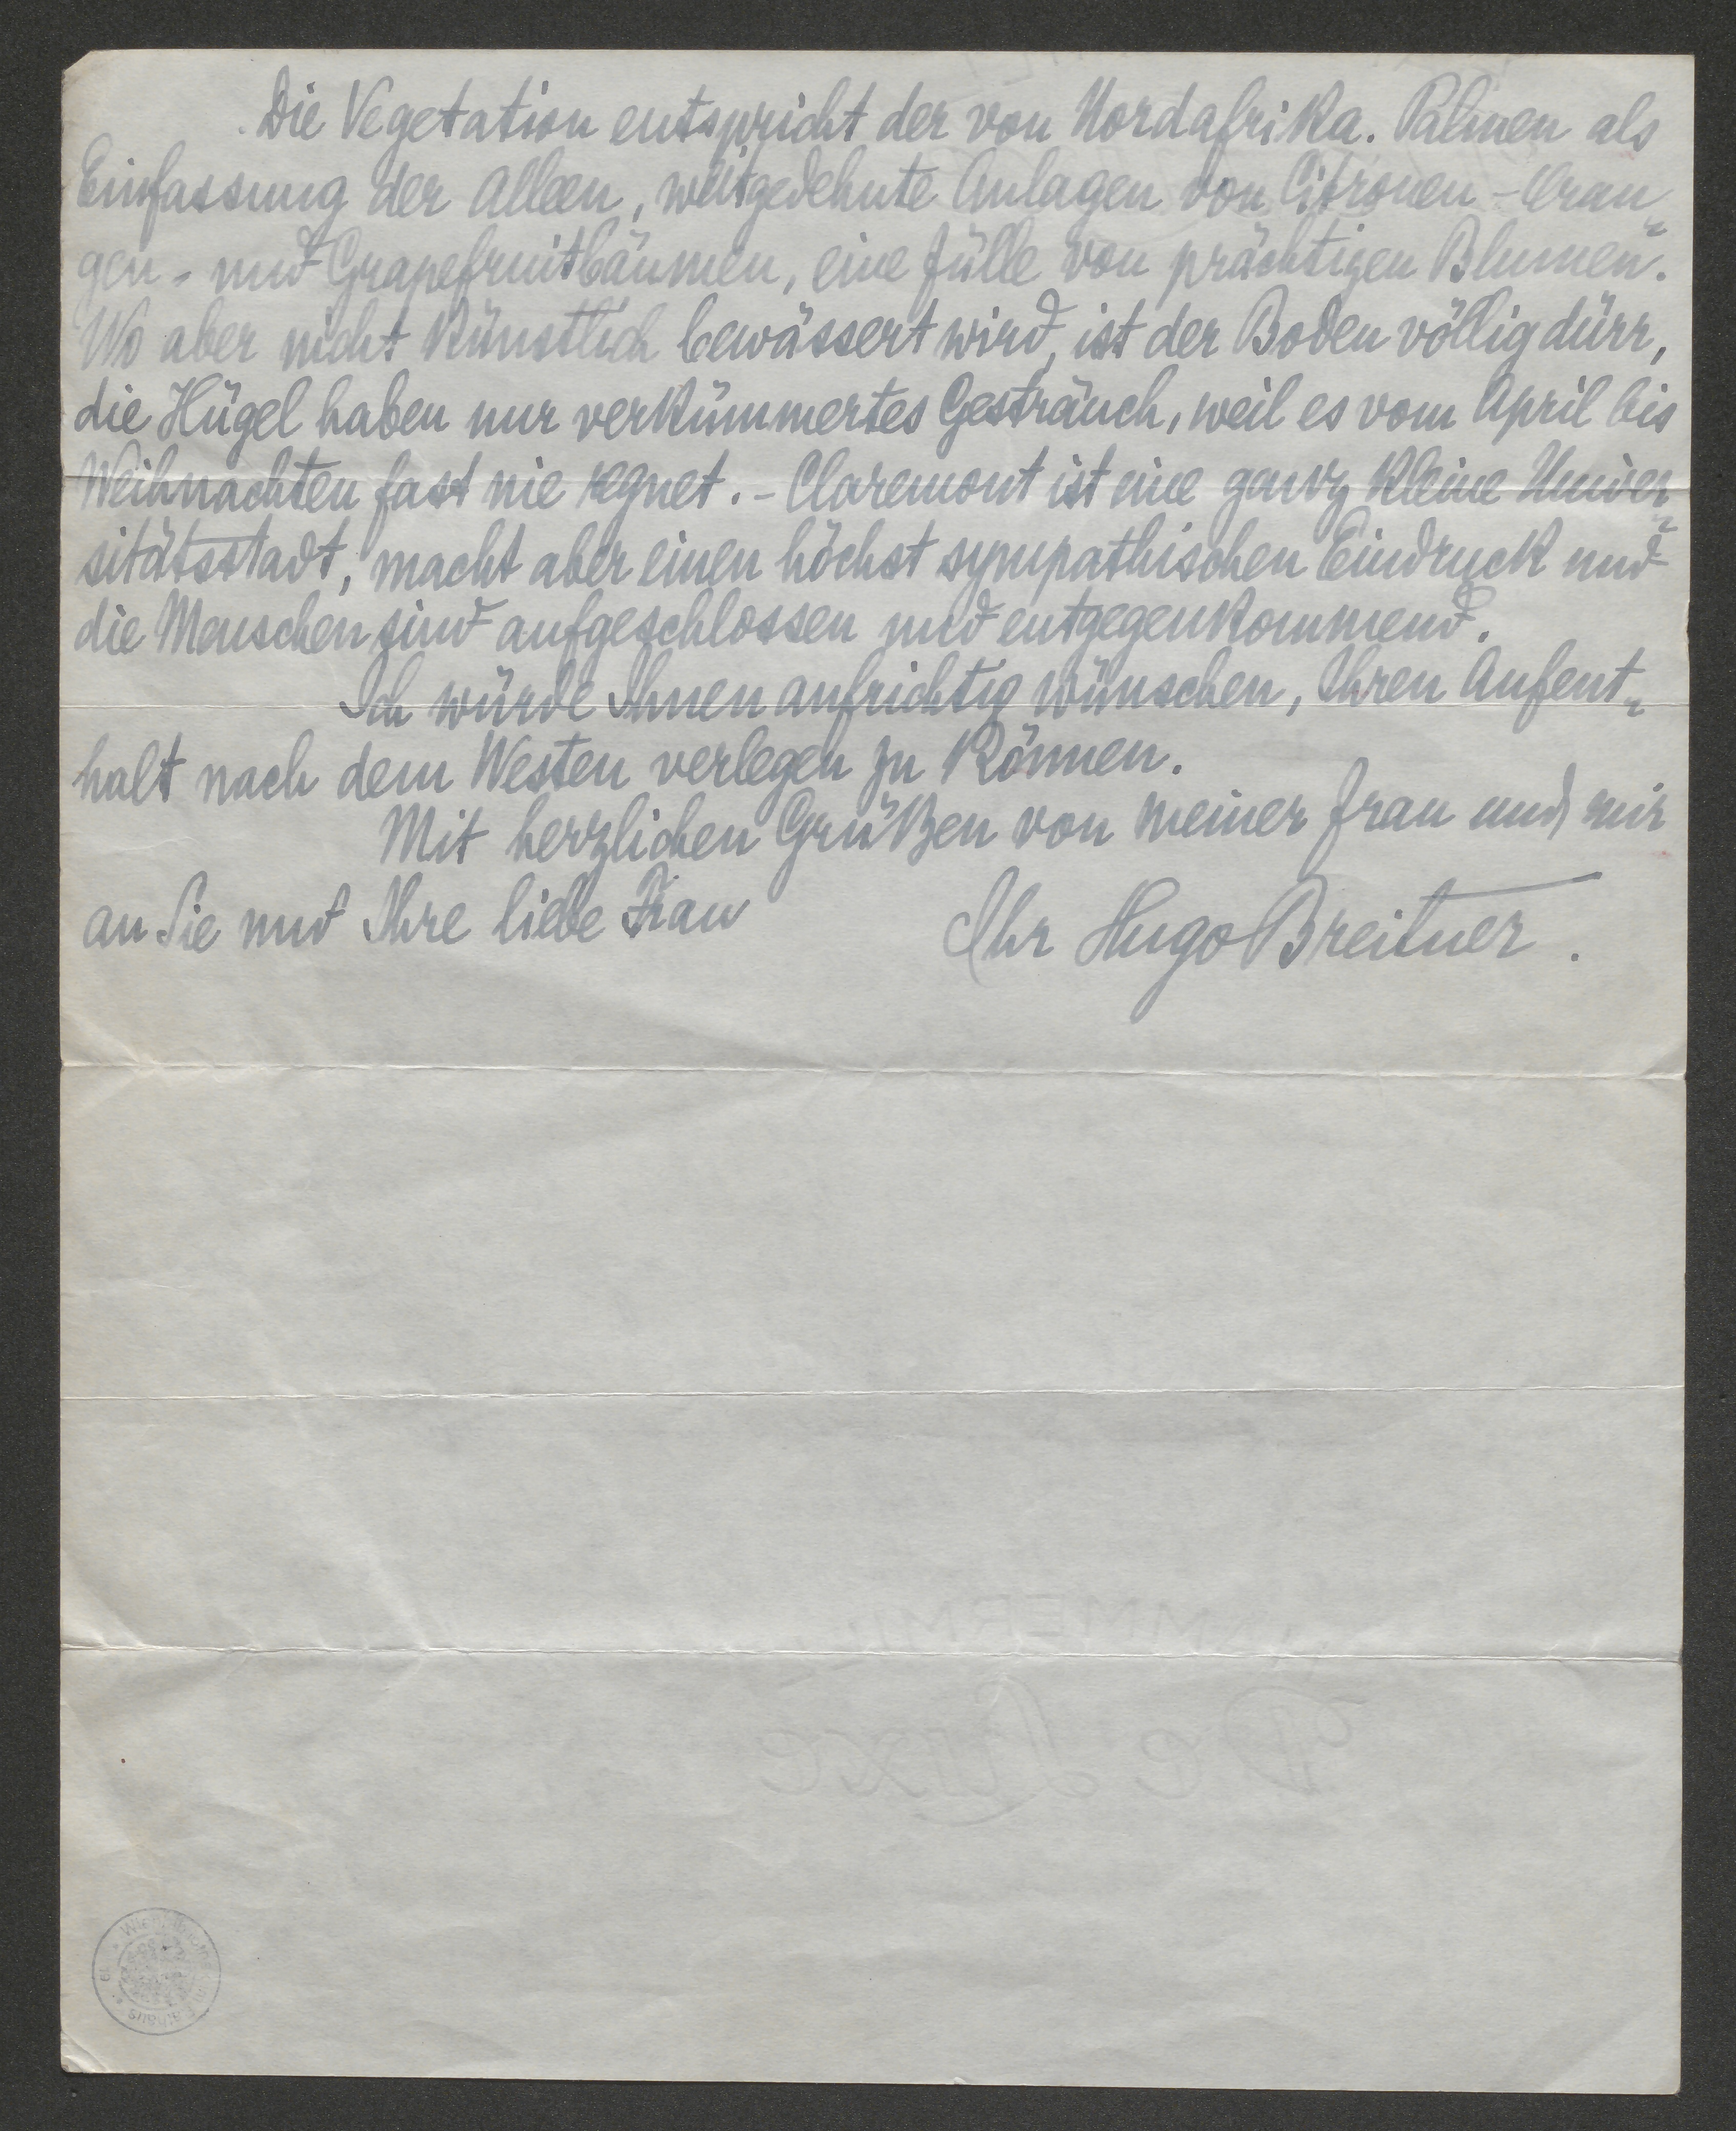 Die Vegetation entspricht der von Nordafrika. Palmen als
Einfassung der Alleen, weitgedehnte Anlagen von Citronen - Oran-
gen - und Grapefruitbäumen, eine Fülle von prächtigen Blumen.
Wo aber nicht künstlich bewässert wird, ist der Boden völlig dürr,
die Hügel haben nur verkümmertes Gesträuch, weil es vom April bis
Weihnachten fast nie regnet. - Claremont ist eine ganz kleine Univer-
sitätsstadt, macht aber einen höchst sympathischen Eindruck und
die Menschen sind aufgeschlossen und entgegenkommend.
Ich würde Ihnen aufrichtig wünschen, Ihren Aufent-
halt nach dem Westen verlegen zu können.
Mit herzlichen Grüßen von meiner Frau und mir
an Sie und Ihre liebe Frau
Ihr Hugo Breitner.
De Luxe